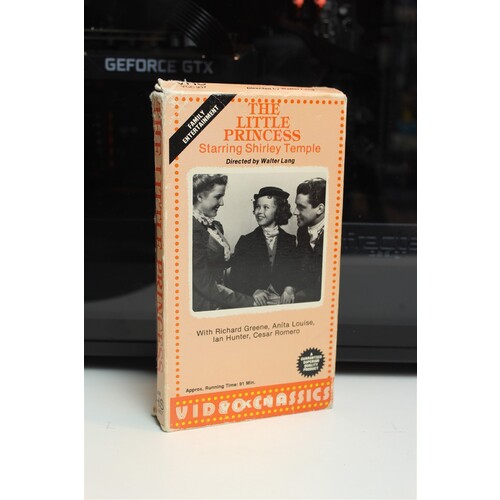 GEFORCE GTX
FAMILY
ENTERTAINMENT
THE
LITTLE
PRINCESS
Starring Shirley Temple
Directed by Walter Lang
With Richard Greene, Anita Louise,
Ian Hunter, Cesar Romero
Approx. Running Time: 91 Min.
VIDEO CLASSICS